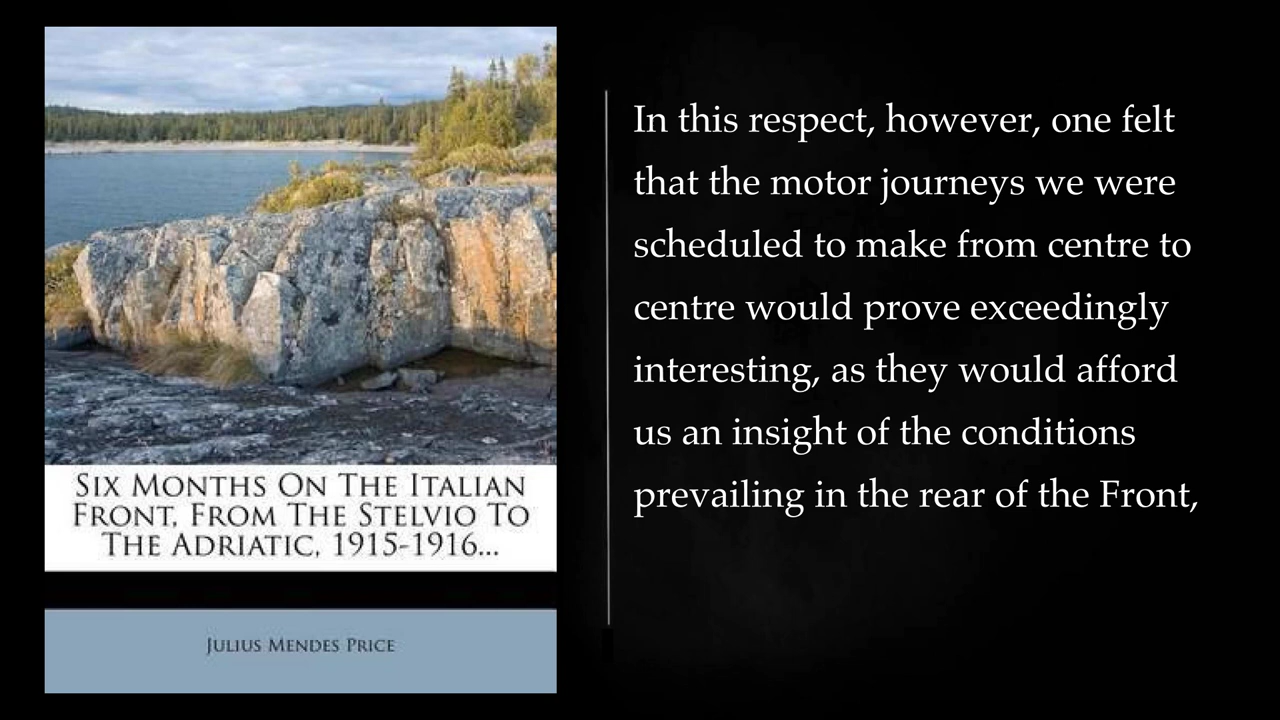 Six Months On The Italian
Front, From The Stelvio To
The Adriatic, 1915-1916...
Julius Mendes Price
In this respect, however, one felt
that the motor journeys we were
scheduled to make from centre to
centre would prove exceedingly
interesting, as they would afford
us an insight of the conditions
prevailing in the rear of the Front,